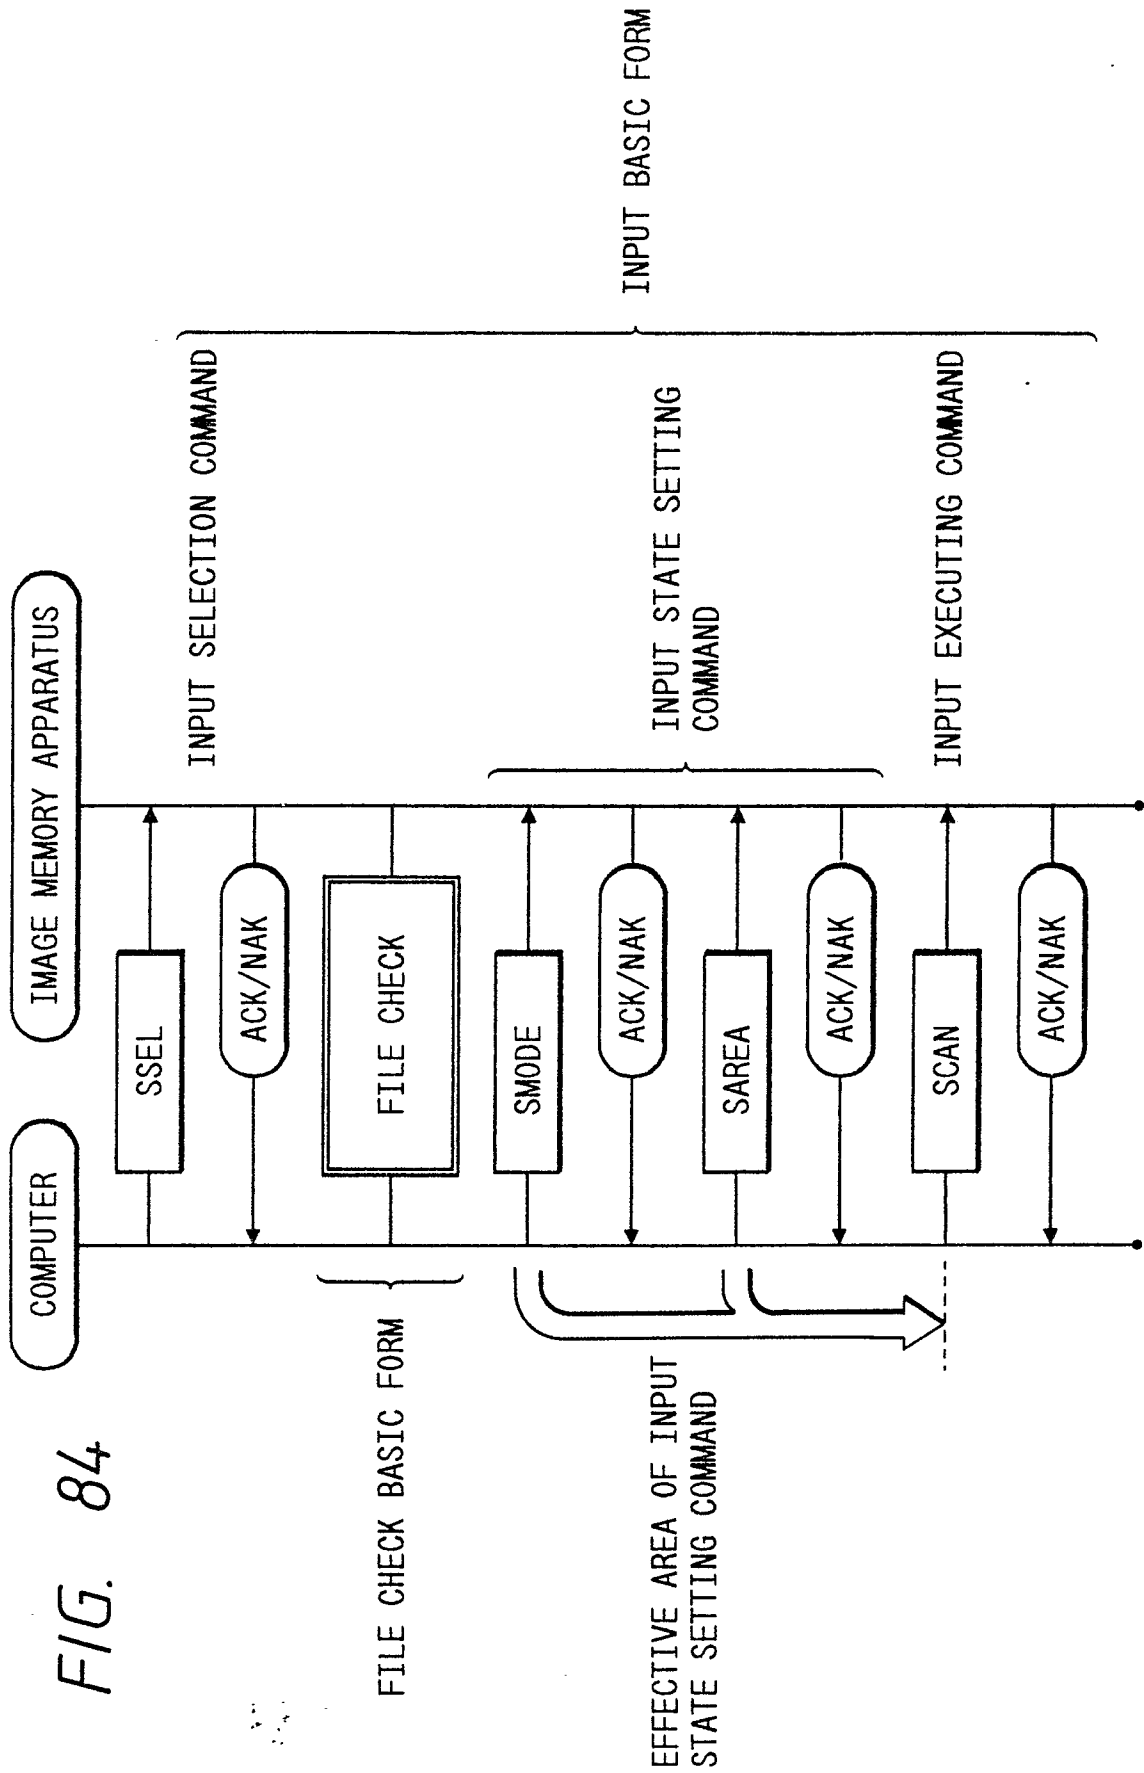 FIG. 84
COMPUTER
IMAGE MEMORY APPARATUS
SSEL
INPUT SELECTION COMMAND
ACK/NAK
FILE CHECK BASIC FORM
FILE CHECK
SMODE
ACK/NAK
EFFECTIVE AREA OF INPUT
STATE SETTING COMMAND
INPUT STATE SETTING
COMMAND
INPUT BASIC FORM
SAREA
ACK/NAK
SCAN
INPUT EXECUTING COMMAND
ACK/NAK